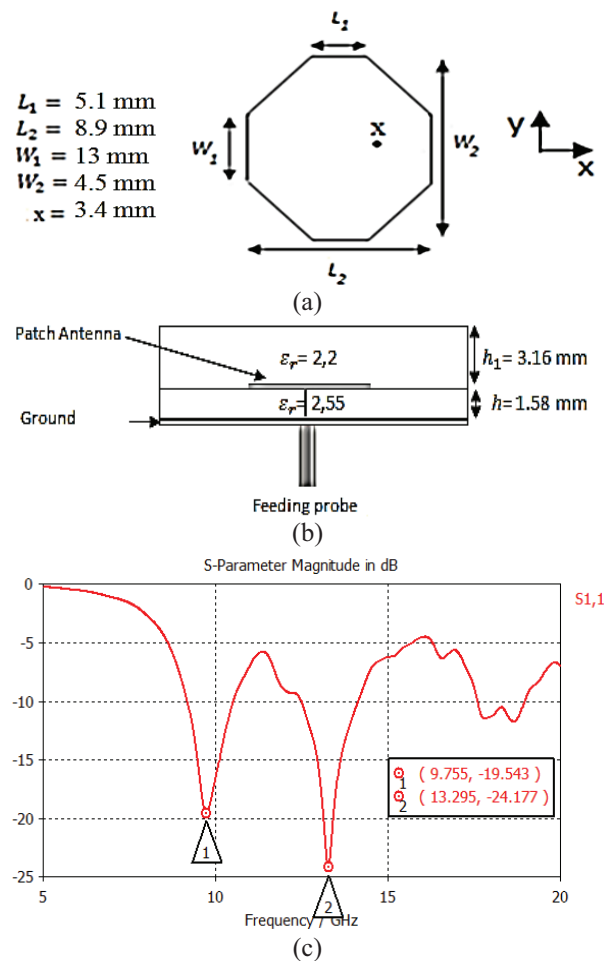 L₁
L₁ = 5.1 mm
L₂ = 8.9 mm
W₁ = 13 mm
W₂ = 4.5 mm
x = 3.4 mm
W₁
x
W₂
y
x
L₂
(a)
Patch Antenna
εᵣ= 2,2
h₁ = 3.16 mm
εᵣ= 2,55
h= 1.58 mm
Ground
Feeding probe
(b)
S-Parameter Magnitude in dB
0
-5
-10
-15
-20
-25
S1,1
1 ( 9.755, -19.543 )
2 ( 13.295, -24.177 )
1
2
5
10
15
20
Frequency / GHz
(c)